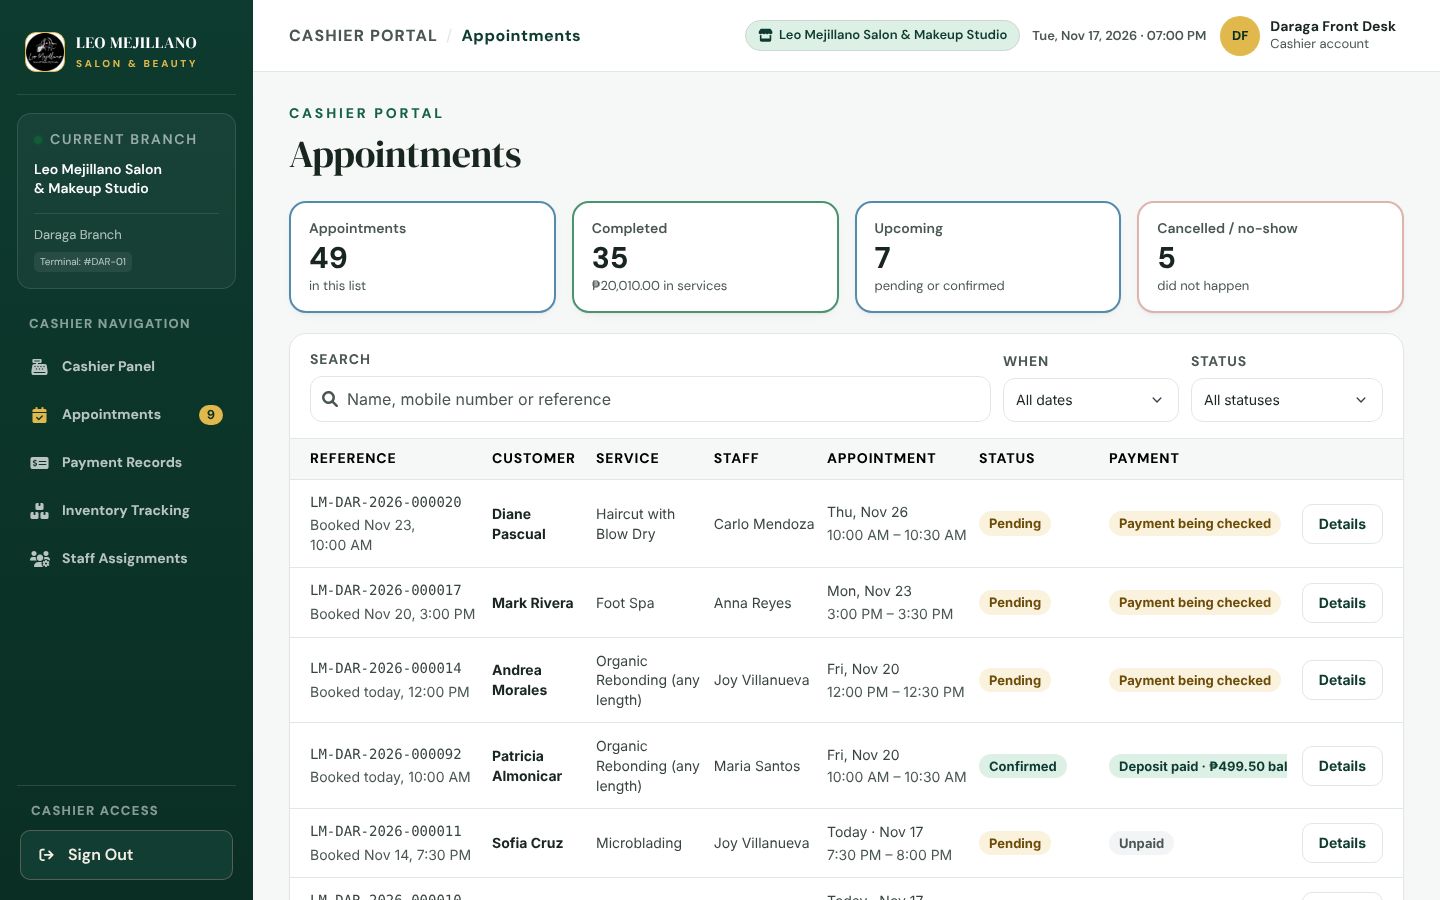 LEO MEJILLANO
SALON & BEAUTY
CURRENT BRANCH
Leo Mejillano Salon
& Makeup Studio
Daraga Branch
Terminal: #DAR-01
CASHIER NAVIGATION
Cashier Panel
Appointments 9
Payment Records
Inventory Tracking
Staff Assignments
CASHIER ACCESS
Sign Out
CASHIER PORTAL / Appointments
Leo Mejillano Salon & Makeup Studio
Tue, Nov 17, 2026 · 07:00 PM
DF
Daraga Front Desk
Cashier account
CASHIER PORTAL
Appointments
Appointments
49
in this list
Completed
35
₱20,010.00 in services
Upcoming
7
pending or confirmed
Cancelled / no-show
5
did not happen
SEARCH
Name, mobile number or reference
WHEN
All dates
STATUS
All statuses
REFERENCE CUSTOMER SERVICE STAFF APPOINTMENT STATUS PAYMENT
LM-DAR-2026-000020
Booked Nov 23,
10:00 AM
Diane
Pascual
Haircut with
Blow Dry
Carlo Mendoza
Thu, Nov 26
10:00 AM – 10:30 AM
Pending
Payment being checked
Details
LM-DAR-2026-000017
Booked Nov 20, 3:00 PM
Mark Rivera
Foot Spa
Anna Reyes
Mon, Nov 23
3:00 PM – 3:30 PM
Pending
Payment being checked
Details
LM-DAR-2026-000014
Booked today, 12:00 PM
Andrea
Morales
Organic
Rebonding (any
length)
Joy Villanueva
Fri, Nov 20
12:00 PM – 12:30 PM
Pending
Payment being checked
Details
LM-DAR-2026-000092
Booked today, 10:00 AM
Patricia
Almonicar
Organic
Rebonding (any
length)
Maria Santos
Fri, Nov 20
10:00 AM – 10:30 AM
Confirmed
Deposit paid · ₱499.50 bal
Details
LM-DAR-2026-000011
Booked Nov 14, 7:30 PM
Sofia Cruz
Microblading
Joy Villanueva
Today · Nov 17
7:30 PM – 8:00 PM
Pending
Unpaid
Details
LM-DAR-2026-000010
Today · Nov 17